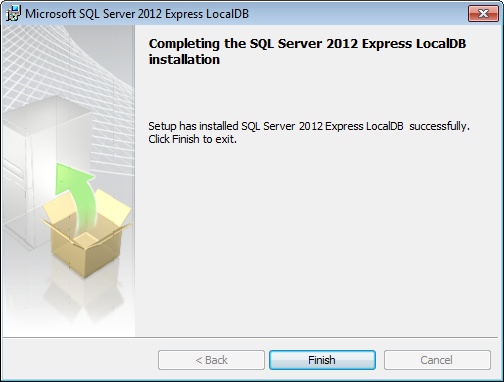 Microsoft SQL Server 2012 Express LocalDB
Completing the SQL Server 2012 Express LocalDB
installation
Setup has installed SQL Server 2012 Express LocalDB  successfully.
Click Finish to exit.
< Back
Finish
Cancel